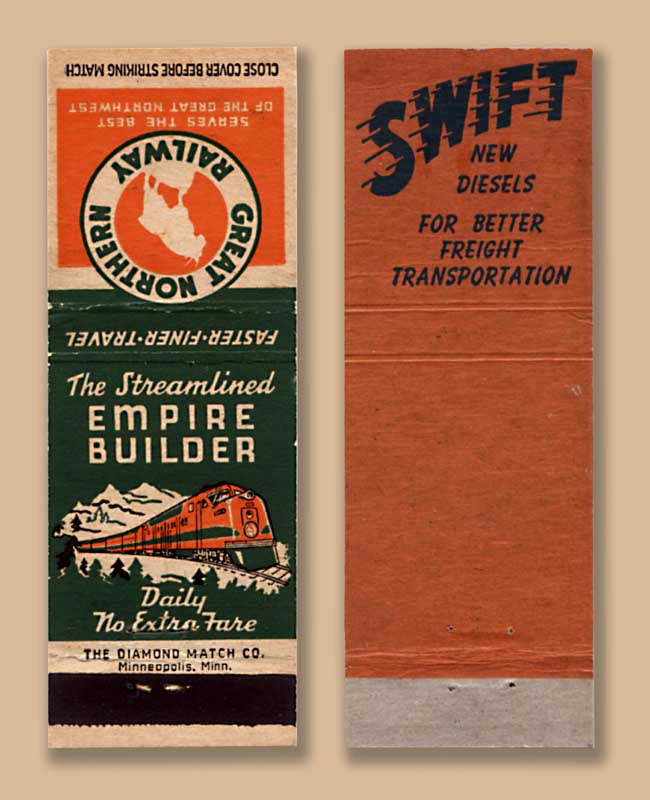 CLOSE COVER BEFORE STRIKING MATCH
SERVES THE BEST
OF THE GREAT NORTHWEST
GREAT NORTHERN
RAILWAY
FASTER·FINER·TRAVEL
The Streamlined
EMPIRE
BUILDER
Daily
No Extra Fare
THE DIAMOND MATCH CO.
Minneapolis, Minn.
SWIFT
NEW
DIESELS
FOR BETTER
FREIGHT
TRANSPORTATION